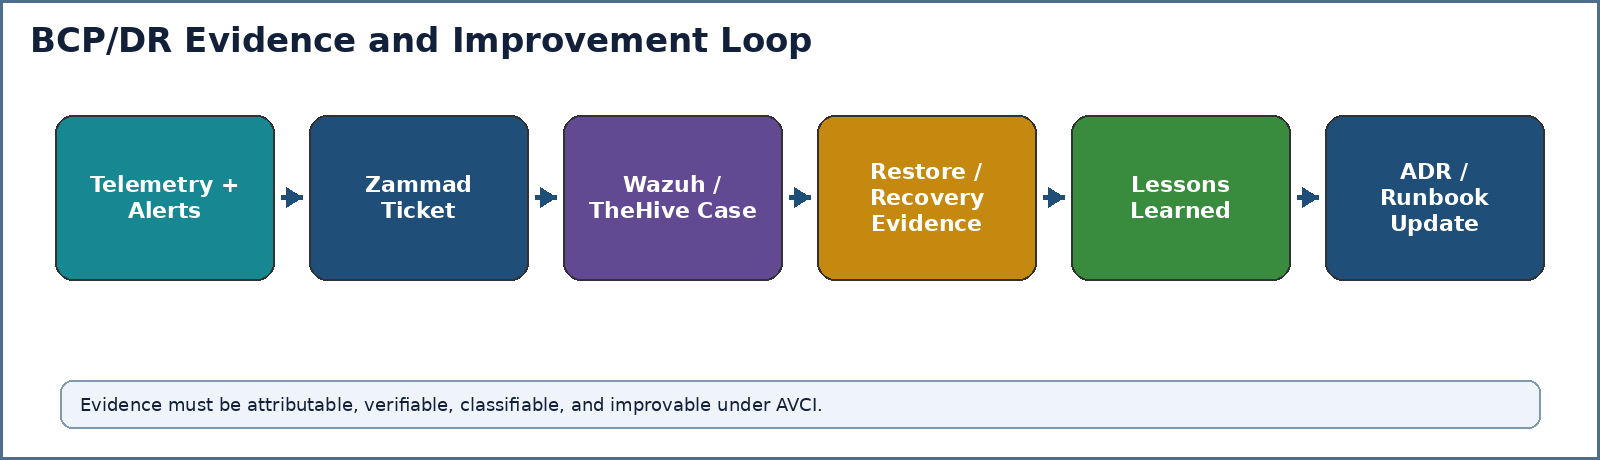 BCP/DR Evidence and Improvement Loop
Telemetry +
Alerts
Zammad
Ticket
Wazuh /
TheHive Case
Restore /
Recovery
Evidence
Lessons
Learned
ADR /
Runbook
Update
Evidence must be attributable, verifiable, classifiable, and improvable under AVCI.